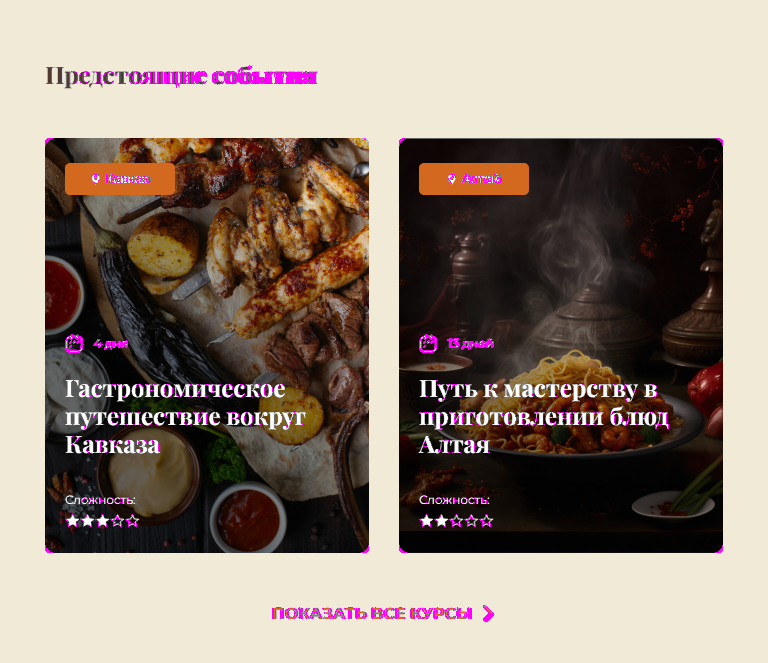 Предстоящие события
Кавказ
Алтай
4 дня
13 дней
Гастрономическое
путешествие вокруг
Кавказа
Путь к мастерству в
приготовлении блюд
Алтая
Сложность:
Сложность:
ПОКАЗАТЬ ВСЕ КУРСЫ